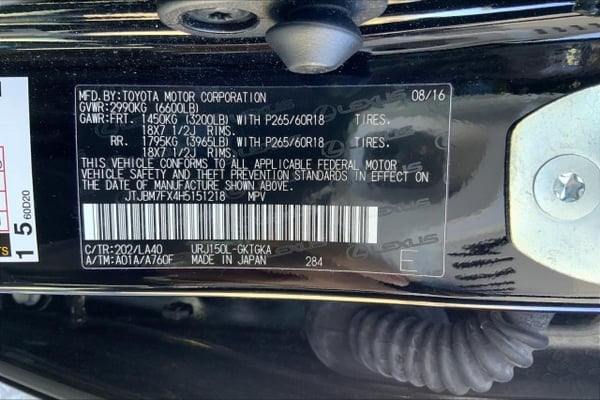 MFD.BY:TOYOTA MOTOR CORPORATION 08/16
GVWR:2990KG (6600LB)
GAWR:FRT. 1450KG (3200LB) WITH P265/60R18 TIRES.
18X7 1/2J RIMS.
RR. 1795KG (3965LB) WITH P265/60R18 TIRES.
18X7 1/2J RIMS.
THIS VEHICLE CONFORMS TO ALL APPLICABLE FEDERAL MOTOR
VEHICLE SAFETY AND THEFT PREVENTION STANDARDS IN EFFECT ON
THE DATE OF MANUFACTURE SHOWN ABOVE.
JTJBM7FX4H5151218 MPV
C/TR:202/LA40 URJ150L-GKTGKA
A/TM:A01A/A760F MADE IN JAPAN 284 E
LEXUS
15 60D20